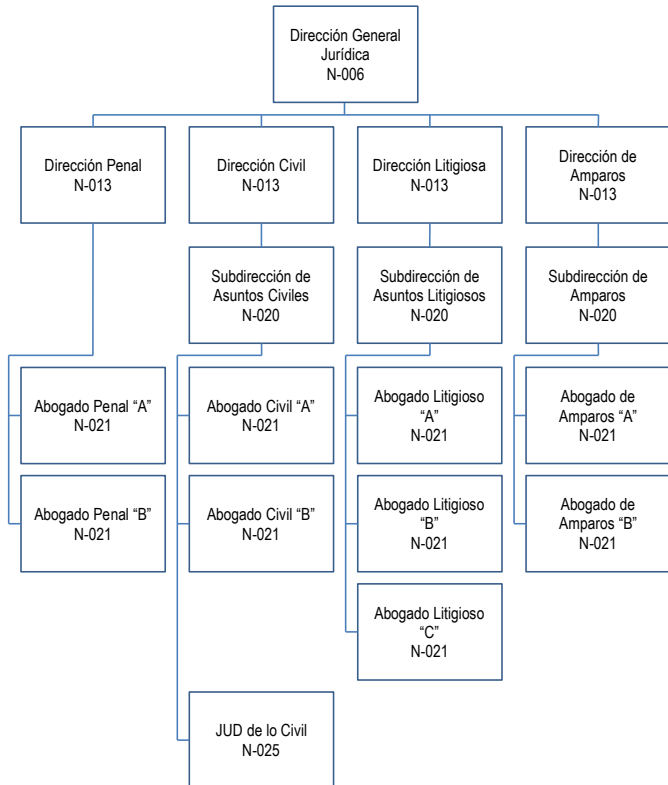 Dirección General
Jurídica
N-006
Dirección Penal
N-013
Dirección Civil
N-013
Dirección Litigiosa
N-013
Dirección de
Amparos
N-013
Subdirección de
Asuntos Civiles
N-020
Subdirección de
Asuntos Litigiosos
N-020
Subdirección de
Amparos
N-020
Abogado Penal “A”
N-021
Abogado Civil “A”
N-021
Abogado Litigioso
“A”
N-021
Abogado de
Amparos “A”
N-021
Abogado Penal “B”
N-021
Abogado Civil “B”
N-021
Abogado Litigioso
“B”
N-021
Abogado de
Amparos “B”
N-021
Abogado Litigioso
“C”
N-021
JUD de lo Civil
N-025